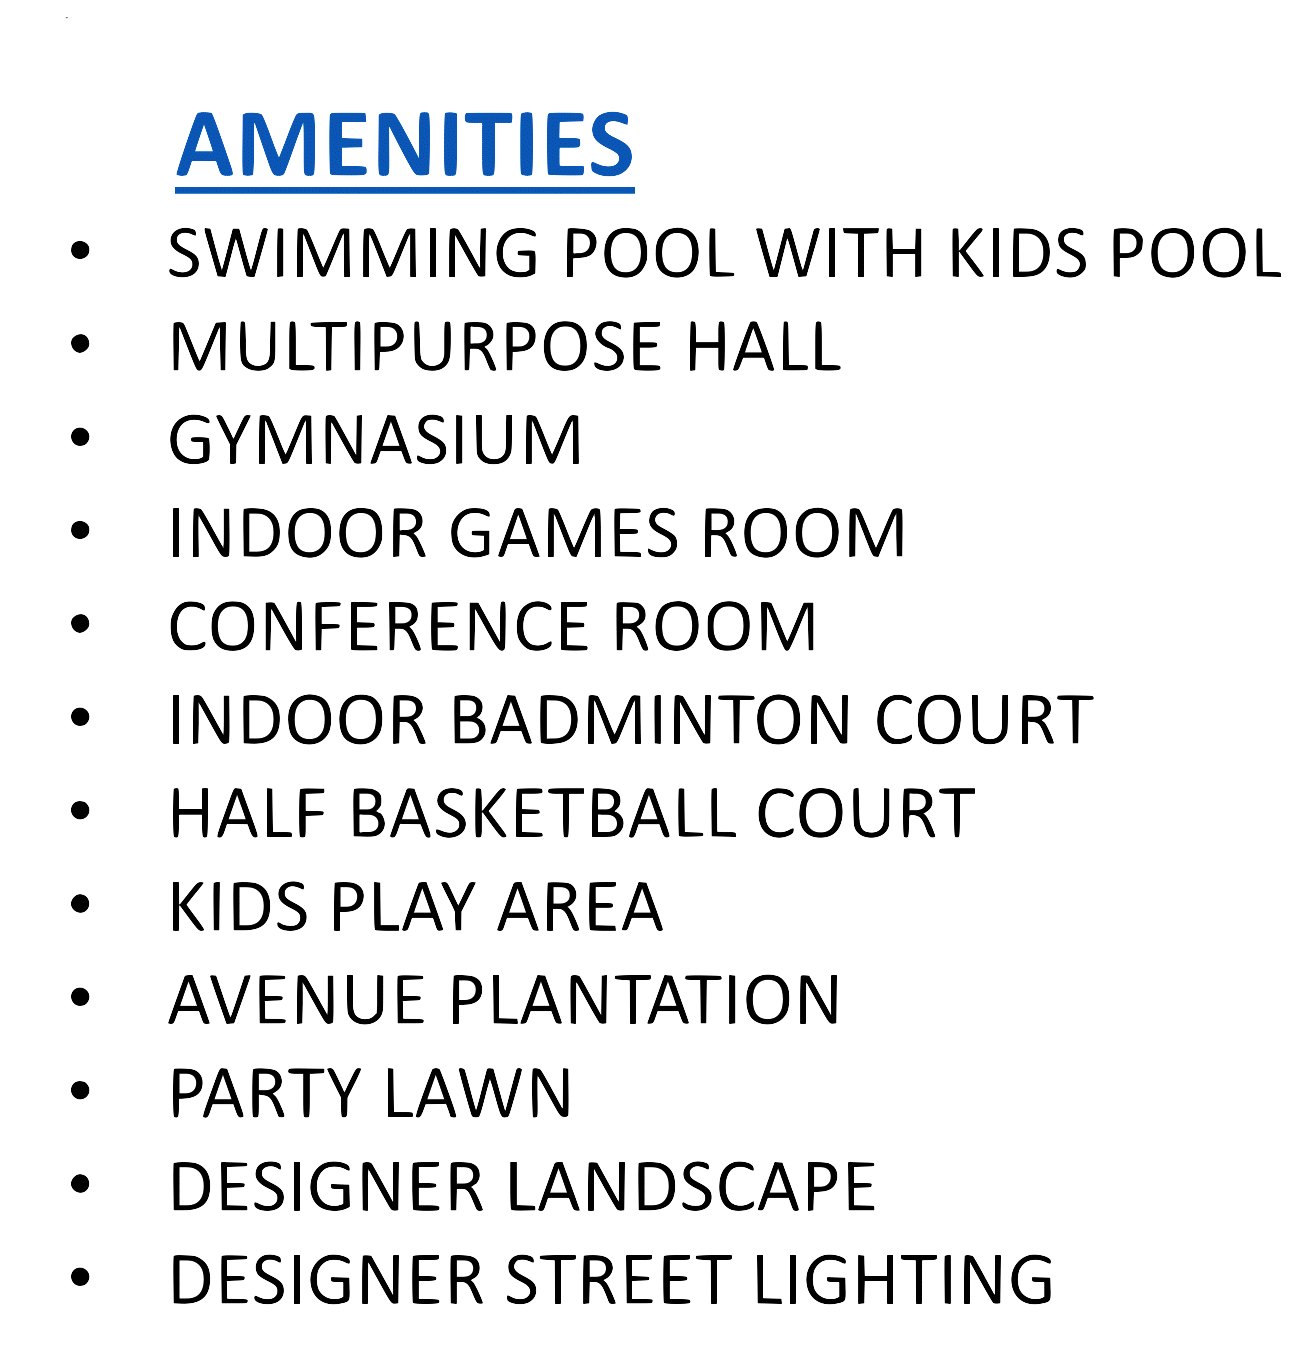 AMENITIES
• SWIMMING POOL WITH KIDS POOL
• MULTIPURPOSE HALL
• GYMNASIUM
• INDOOR GAMES ROOM
• CONFERENCE ROOM
• INDOOR BADMINTON COURT
• HALF BASKETBALL COURT
• KIDS PLAY AREA
• AVENUE PLANTATION
• PARTY LAWN
• DESIGNER LANDSCAPE
• DESIGNER STREET LIGHTING